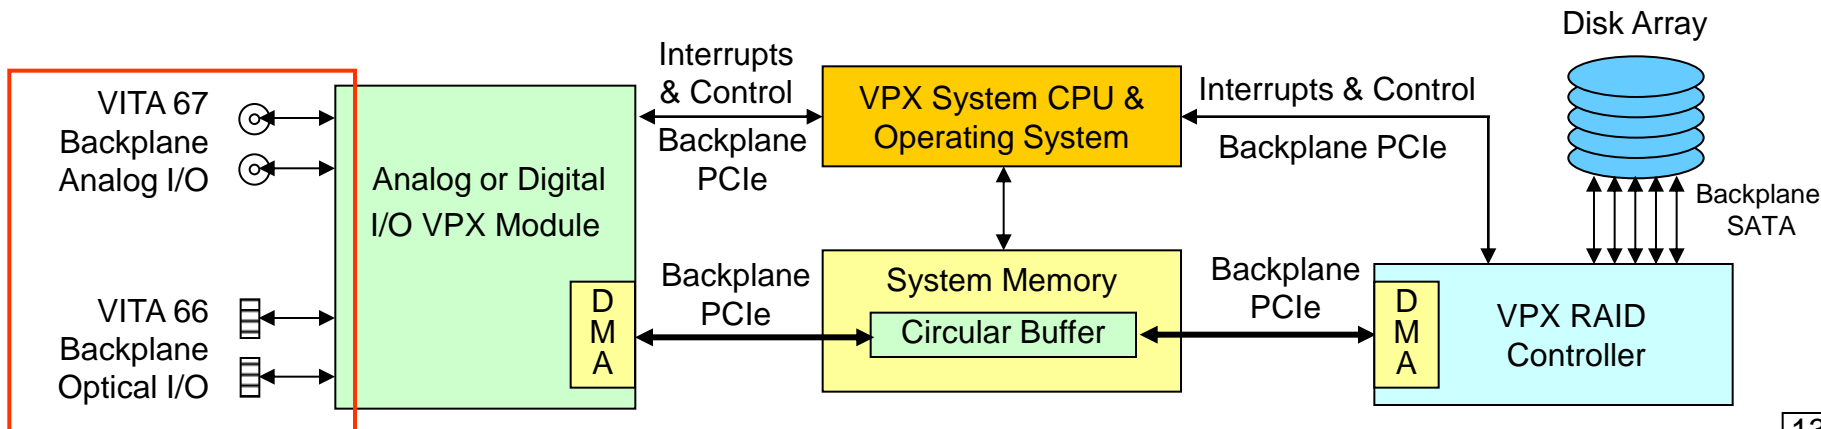 Disk Array
VITA 67
Backplane
Analog I/O
Interrupts
& Control
Backplane
PCIe
VPX System CPU &
Operating System
Interrupts & Control
Backplane PCIe
Backplane
SATA
Analog or Digital
I/O VPX Module
VITA 66
Backplane
Optical I/O
D
M
A
Backplane
PCIe
System Memory
Circular Buffer
Backplane
PCIe
D
M
A
VPX RAID
Controller